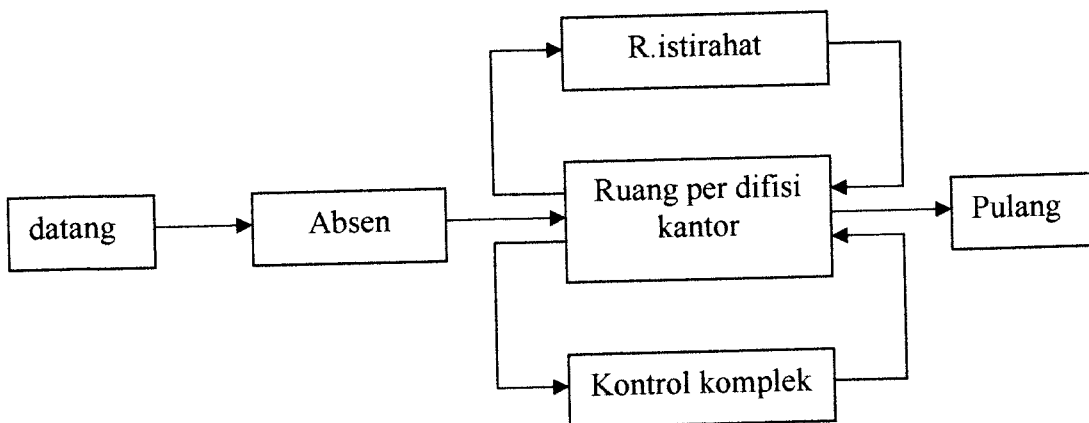 R.istirahat
datang
Absen
Ruang per difisi
kantor
Pulang
Kontrol komplek